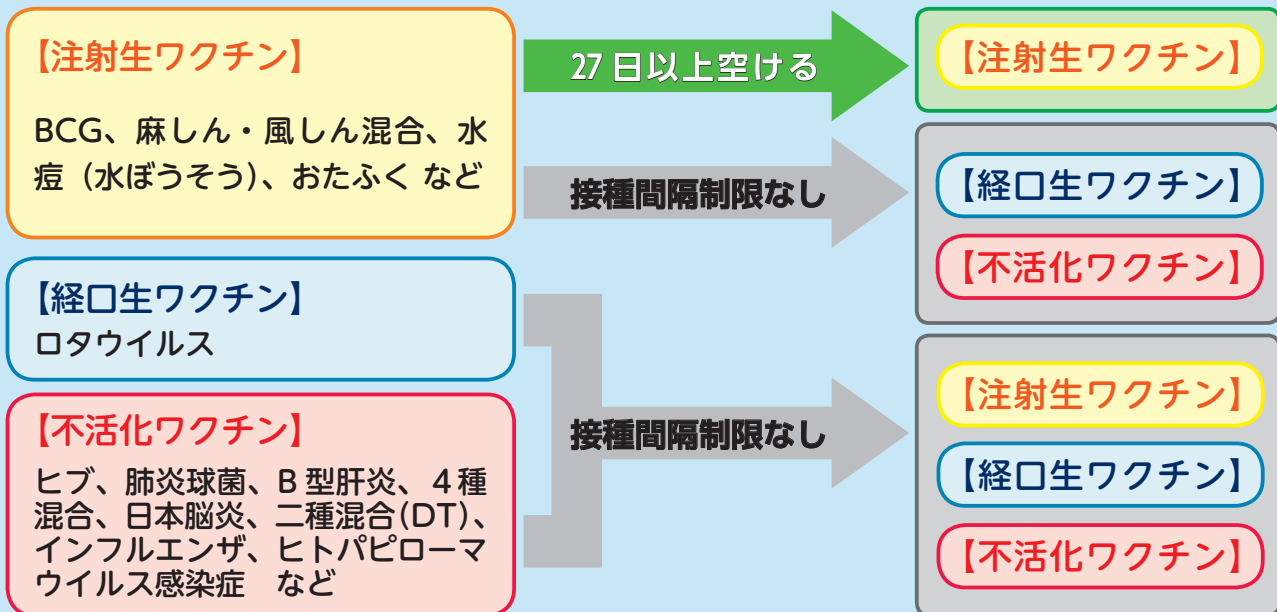 【注射生ワクチン】
BCG、麻しん・風しん混合、水
痘（水ぼうそう）、おたふく など
27日以上空ける
【注射生ワクチン】
接種間隔制限なし
【経口生ワクチン】
【不活化ワクチン】
【経口生ワクチン】
ロタウイルス
【不活化ワクチン】
ヒブ、肺炎球菌、B型肝炎、４種
混合、日本脳炎、二種混合(DT)、
インフルエンザ、ヒトパピローマ
ウイルス感染症　など
接種間隔制限なし
【注射生ワクチン】
【経口生ワクチン】
【不活化ワクチン】